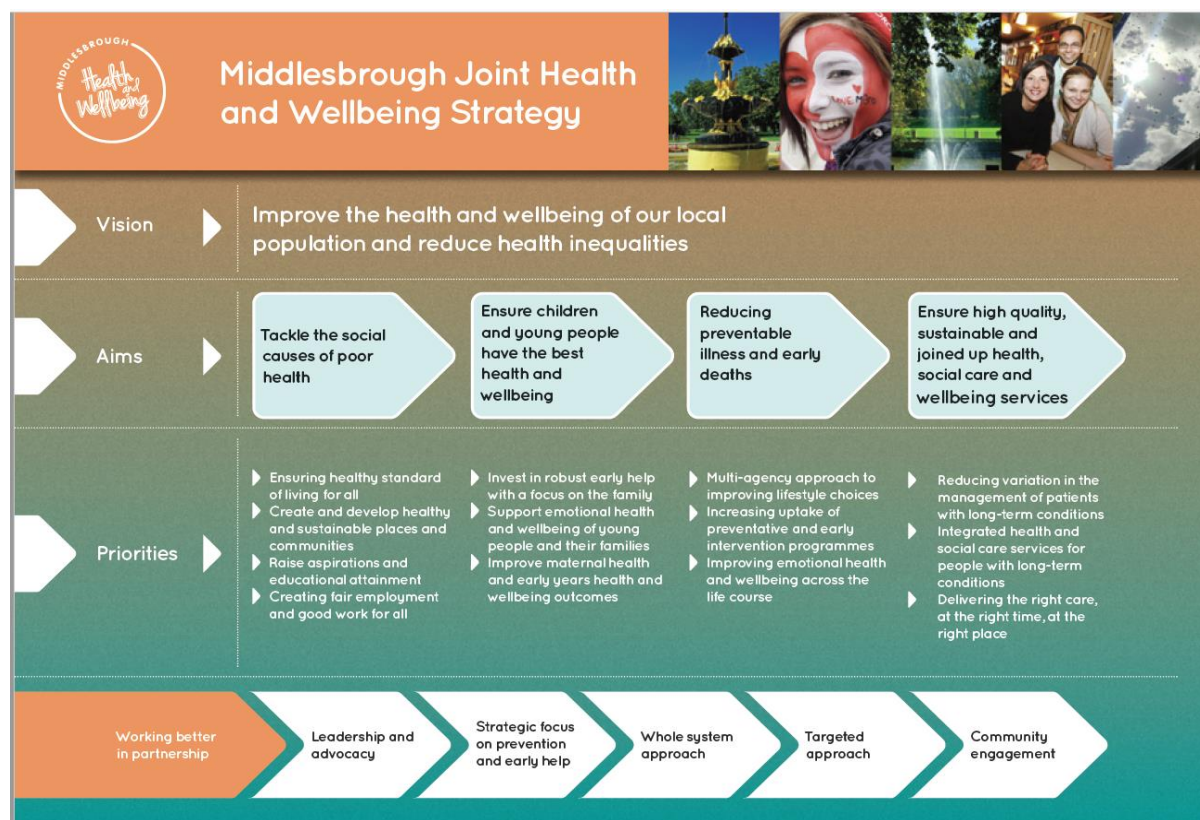 MIDDLESBROUGH
Health
and
Wellbeing
Middlesbrough Joint Health
and Wellbeing Strategy
Vision
Improve the health and wellbeing of our local
population and reduce health inequalities
Aims
Tackle the social
causes of poor
health
Ensure children
and young people
have the best
health and
wellbeing
Reducing
preventable
illness and early
deaths
Ensure high quality,
sustainable and
joined up health,
social care and
wellbeing services
Priorities
Ensuring healthy standard
of living for all
Create and develop healthy
and sustainable places and
communities
Raise aspirations and
educational attainment
Creating fair employment
and good work for all
Invest in robust early help
with a focus on the family
Support emotional health
and wellbeing of young
people and their families
Improve maternal health
and early years health and
wellbeing outcomes
Multi-agency approach to
improving lifestyle choices
Increasing uptake of
preventative and early
intervention programmes
Improving emotional health
and wellbeing across the
life course
Reducing variation in the
management of patients
with long-term conditions
Integrated health and
social care services for
people with long-term
conditions
Delivering the right care,
at the right time, at the
right place
Working better
in partnership
Leadership and
advocacy
Strategic focus
on prevention
and early help
Whole system
approach
Targeted
approach
Community
engagement